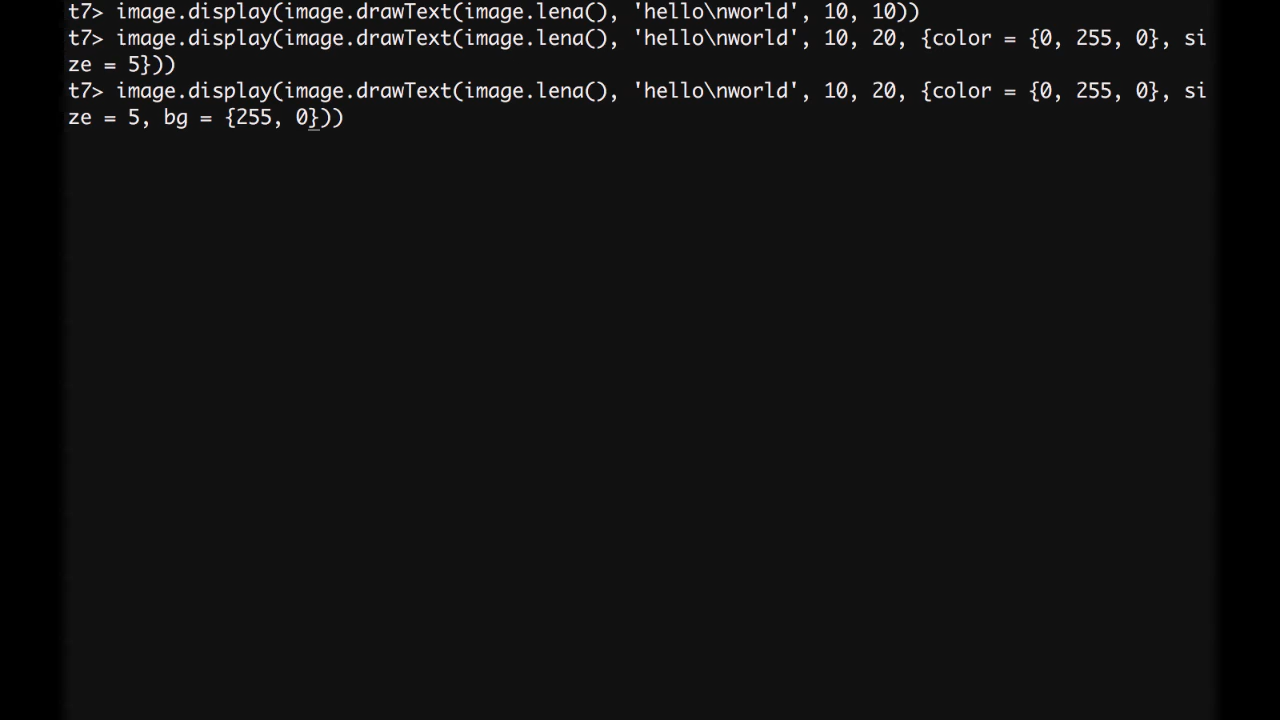 t7> image.display(image.drawText(image.lena(), 'hello\nworld', 10, 10))
t7> image.display(image.drawText(image.lena(), 'hello\nworld', 10, 20, {color = {0, 255, 0}, si
ze = 5}))
t7> image.display(image.drawText(image.lena(), 'hello\nworld', 10, 20, {color = {0, 255, 0}, si
ze = 5, bg = {255, 0}))